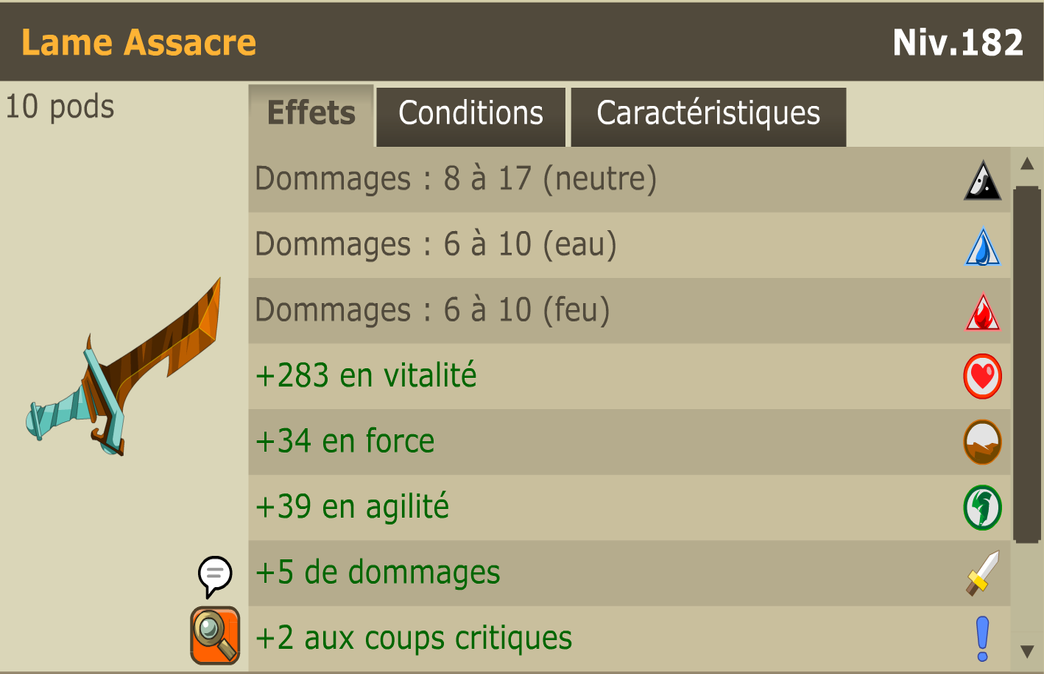 Lame Assacre
Niv.182
10 pods
Effets
Conditions
Caractéristiques
Dommages : 8 à 17 (neutre)
Dommages : 6 à 10 (eau)
Dommages : 6 à 10 (feu)
+283 en vitalité
+34 en force
+39 en agilité
+5 de dommages
+2 aux coups critiques